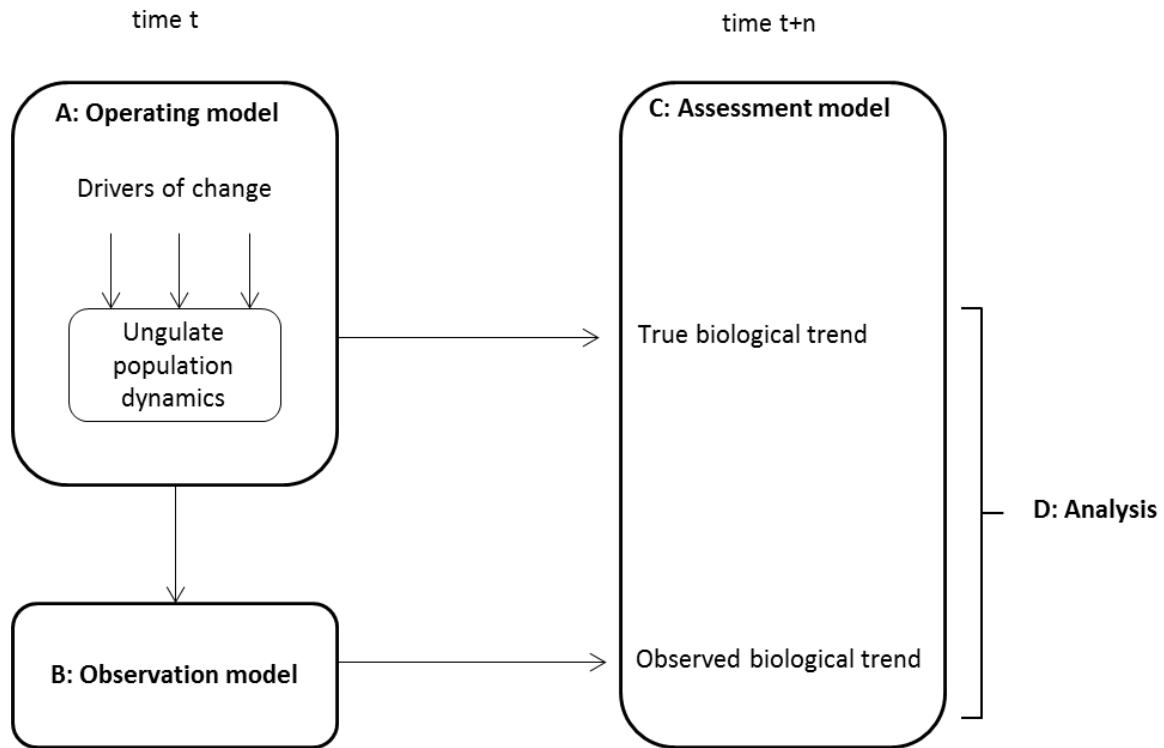 time t
time t+n
A: Operating model
Drivers of change
Ungulate
population
dynamics
B: Observation model
C: Assessment model
True biological trend
Observed biological trend
D: Analysis